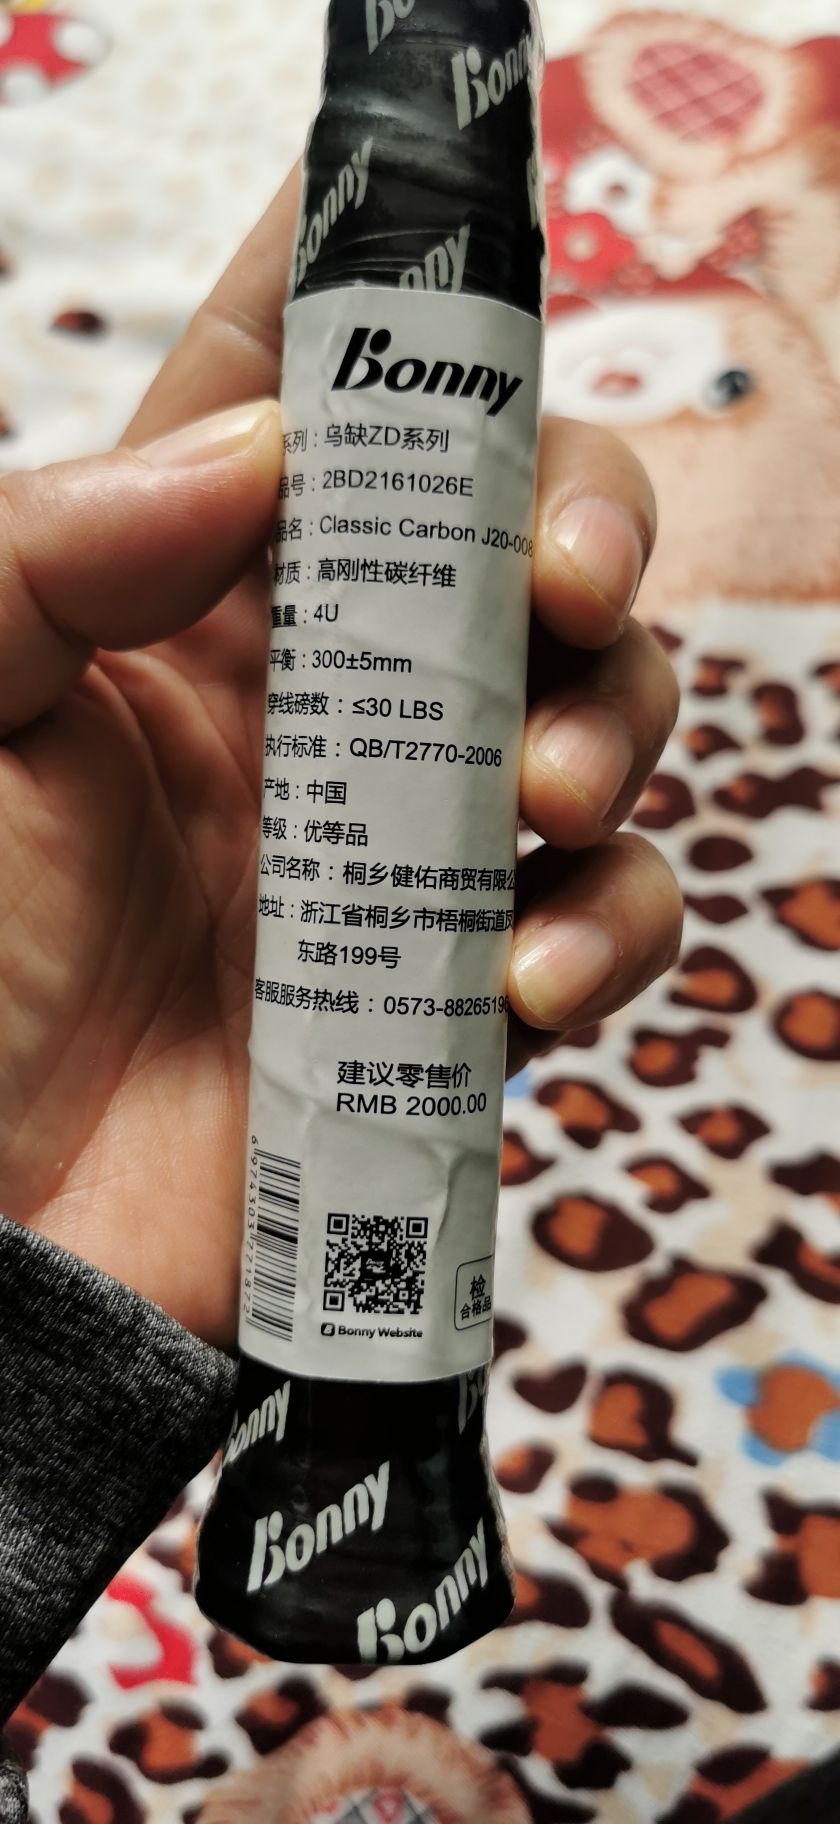 Bonny
Bonny
Bonny
系列：乌缺ZD系列
品号：2BD2161026E
品名：Classic Carbon J20-008
材质：高刚性碳纤维
重量：4U
平衡：300±5mm
穿线磅数：≤30 LBS
执行标准：QB/T2770-2006
产地：中国
等级：优等品
公司名称：桐乡健佑商贸有限公
地址：浙江省桐乡市梧桐街道凤
东路199号
客服服务热线：0573-88265196
建议零售价
RMB 2000.00
6974303771872
Bonny Website
检
合格品
Bonny
Bonny
Bonny